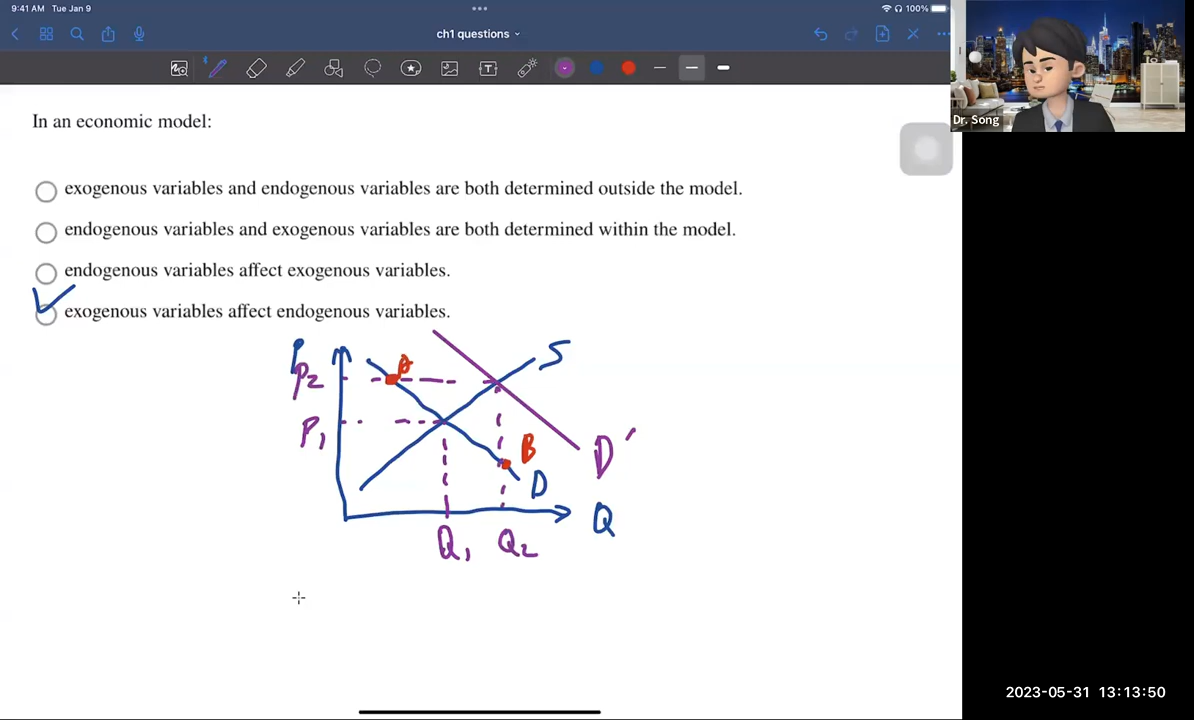 9:41 AM Tue Jan 9
100%
ch1 questions
Dr. Song
In an economic model:
exogenous variables and endogenous variables are both determined outside the model.
endogenous variables and exogenous variables are both determined within the model.
endogenous variables affect exogenous variables.
exogenous variables affect endogenous variables.
P
S
P2
A
P1
B
D'
D
Q
Q1
Q2
2023-05-31 13:13:50